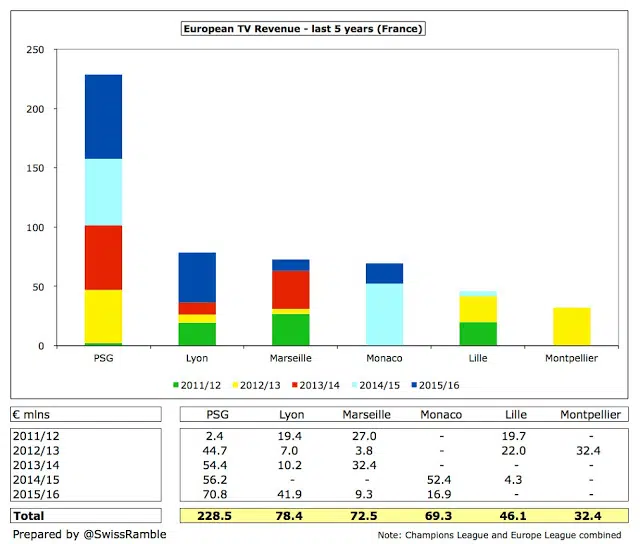 European TV Revenue - last 5 years (France)
250
200
150
100
50
0
PSG Lyon Marseille Monaco Lille Montpellier
2011/12 2012/13 2013/14 2014/15 2015/16
€ mlns PSG Lyon Marseille Monaco Lille Montpellier
2011/12 2.4 19.4 27.0 - 19.7 -
2012/13 44.7 7.0 3.8 - 22.0 32.4
2013/14 54.4 10.2 32.4 - - -
2014/15 56.2 - - 52.4 4.3 -
2015/16 70.8 41.9 9.3 16.9 - -
Total 228.5 78.4 72.5 69.3 46.1 32.4
Prepared by @SwissRamble Note: Champions League and Europe League combined